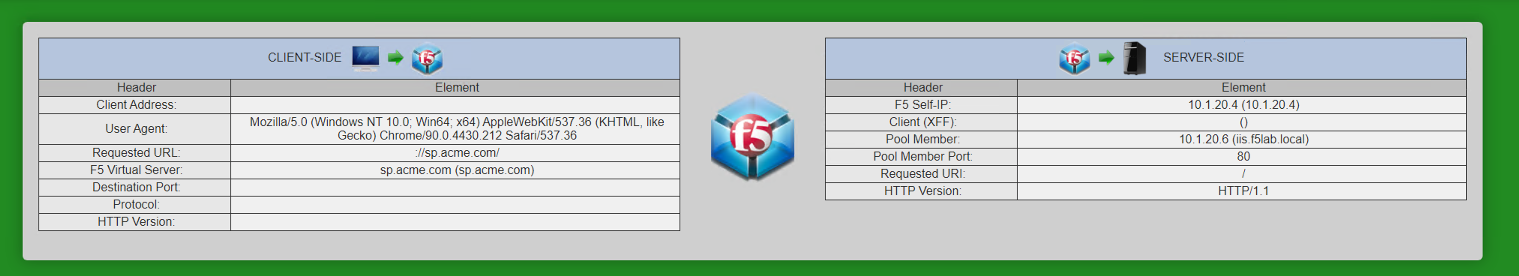 CLIENT-SIDE f5
Header Element
Client Address:
User Agent: Mozilla/5.0 (Windows NT 10.0; Win64; x64) AppleWebKit/537.36 (KHTML, like
Gecko) Chrome/90.0.4430.212 Safari/537.36
Requested URL: ://sp.acme.com/
F5 Virtual Server: sp.acme.com (sp.acme.com)
Destination Port:
Protocol:
HTTP Version:
f5
f5 SERVER-SIDE
Header Element
F5 Self-IP: 10.1.20.4 (10.1.20.4)
Client (XFF): ()
Pool Member: 10.1.20.6 (iis.f5lab.local)
Pool Member Port: 80
Requested URI: /
HTTP Version: HTTP/1.1